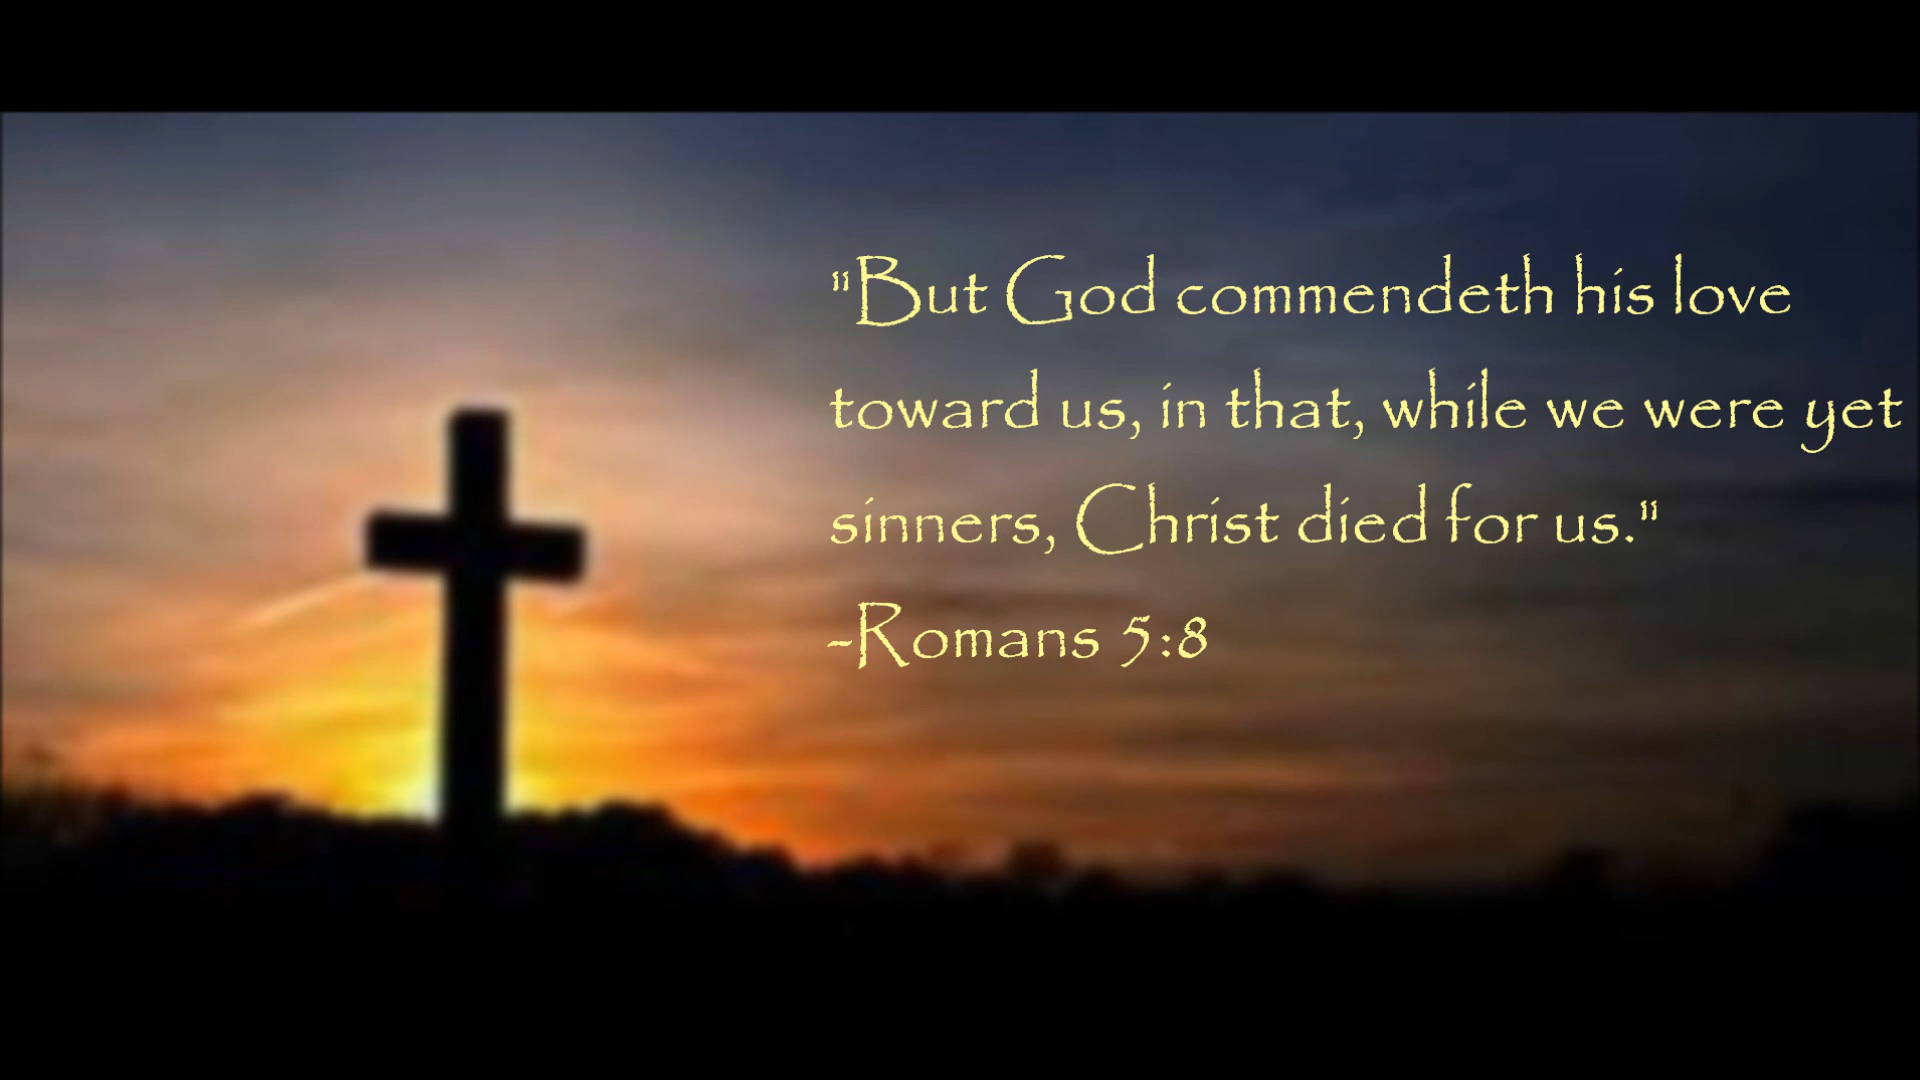 "But God commendeth his love
toward us, in that, while we were yet
sinners, Christ died for us."
-Romans 5:8